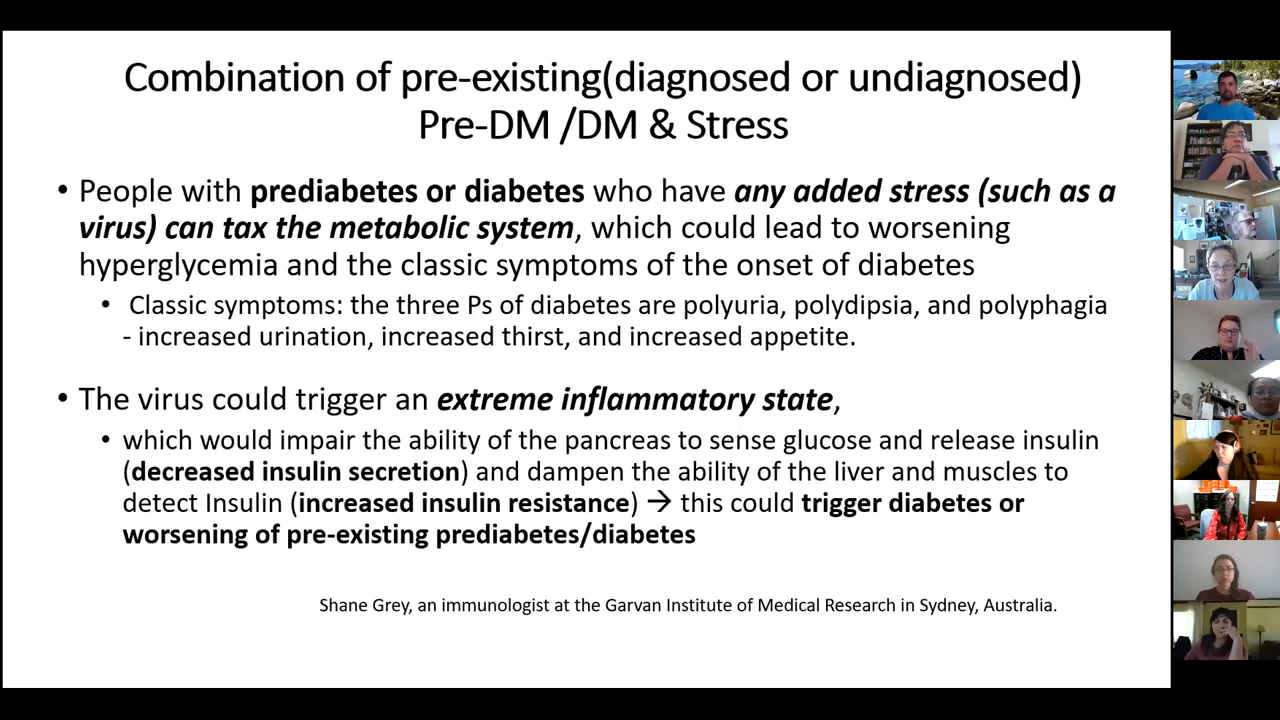 Combination of pre-existing(diagnosed or undiagnosed)
Pre-DM /DM & Stress
• People with prediabetes or diabetes who have any added stress (such as a
virus) can tax the metabolic system, which could lead to worsening
hyperglycemia and the classic symptoms of the onset of diabetes
• Classic symptoms: the three Ps of diabetes are polyuria, polydipsia, and polyphagia
- increased urination, increased thirst, and increased appetite.
• The virus could trigger an extreme inflammatory state,
• which would impair the ability of the pancreas to sense glucose and release insulin
(decreased insulin secretion) and dampen the ability of the liver and muscles to
detect Insulin (increased insulin resistance) → this could trigger diabetes or
worsening of pre-existing prediabetes/diabetes
Shane Grey, an immunologist at the Garvan Institute of Medical Research in Sydney, Australia.